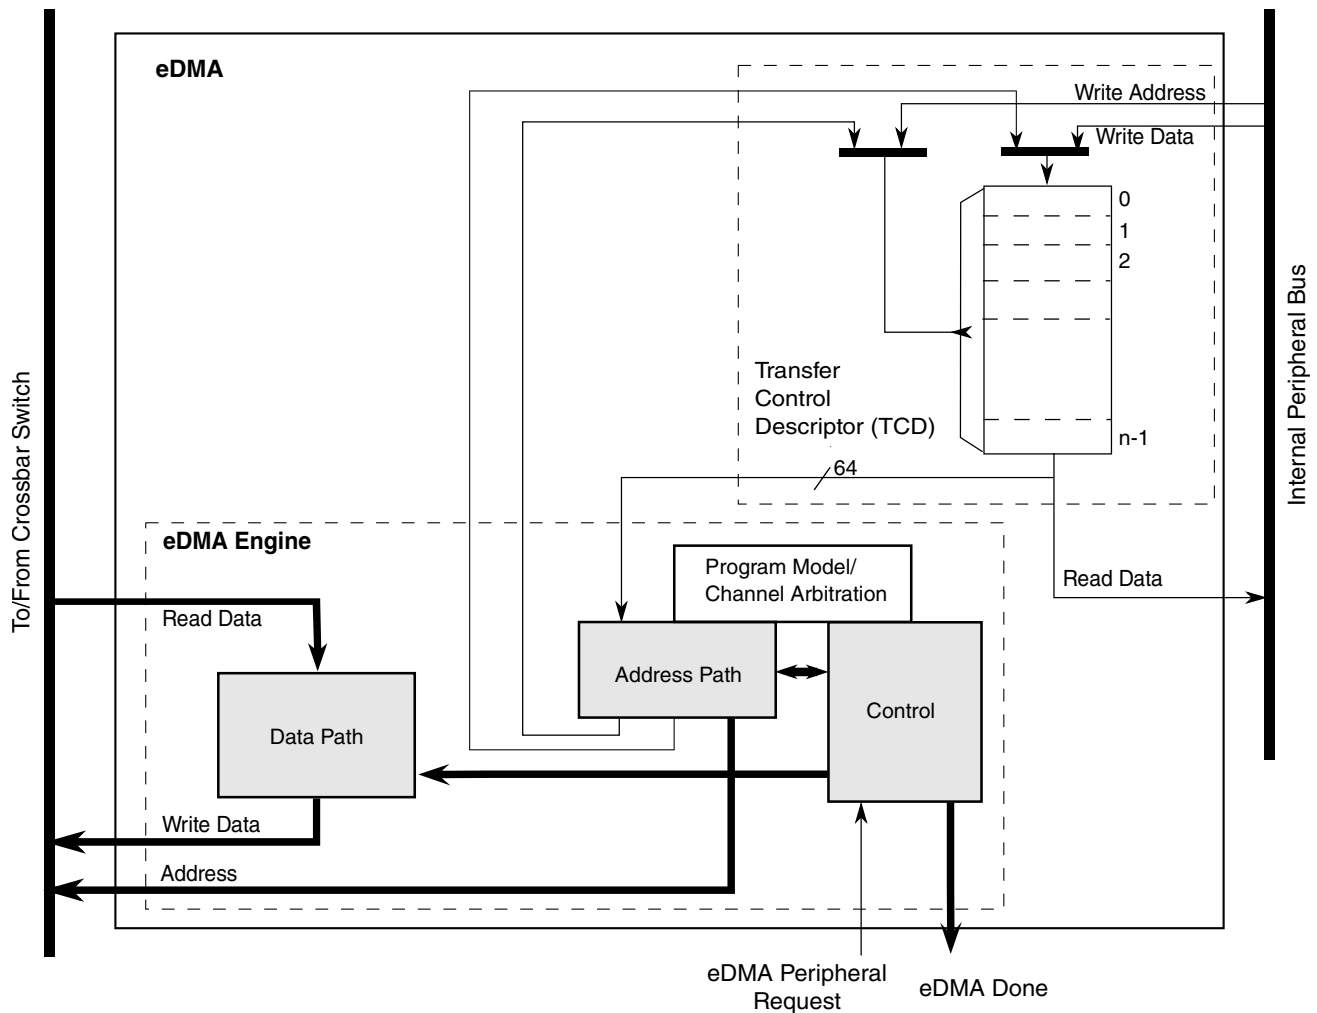 eDMA
Write Address
Write Data
0
1
2
n-1
Transfer
Control
Descriptor (TCD)
64
Internal Peripheral Bus
To/From Crossbar Switch
eDMA Engine
Program Model/
Channel Arbitration
Read Data
Read Data
Address Path
Control
Data Path
Write Data
Address
eDMA Peripheral
Request
eDMA Done